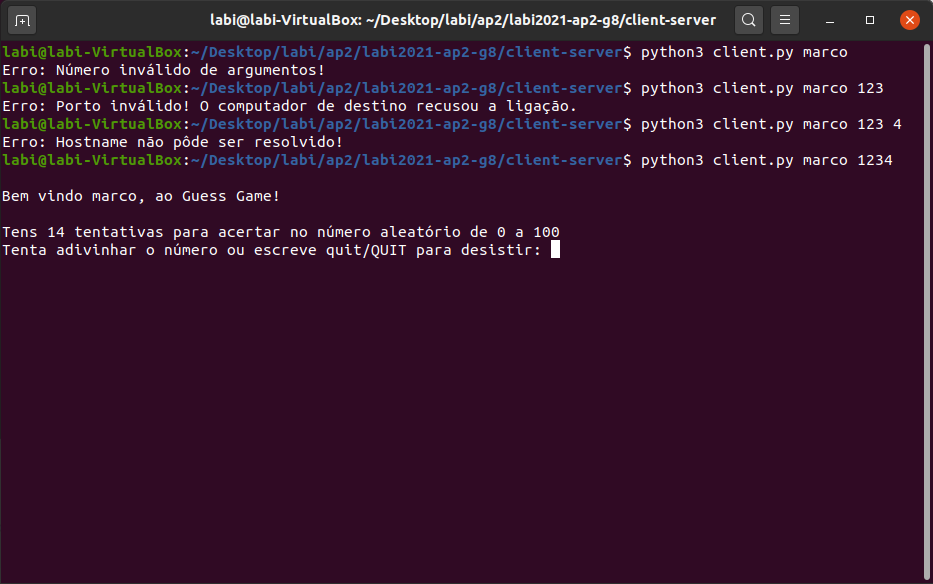 labi@labi-VirtualBox: ~/Desktop/labi/ap2/labi2021-ap2-g8/client-server
labi@labi-VirtualBox:~/Desktop/labi/ap2/labi2021-ap2-g8/client-server$ python3 client.py marco
Erro: Número inválido de argumentos!
labi@labi-VirtualBox:~/Desktop/labi/ap2/labi2021-ap2-g8/client-server$ python3 client.py marco 123
Erro: Porto inválido! O computador de destino recusou a ligação.
labi@labi-VirtualBox:~/Desktop/labi/ap2/labi2021-ap2-g8/client-server$ python3 client.py marco 123 4
Erro: Hostname não pôde ser resolvido!
labi@labi-VirtualBox:~/Desktop/labi/ap2/labi2021-ap2-g8/client-server$ python3 client.py marco 1234
Bem vindo marco, ao Guess Game!
Tens 14 tentativas para acertar no número aleatório de 0 a 100
Tenta adivinhar o número ou escreve quit/QUIT para desistir: